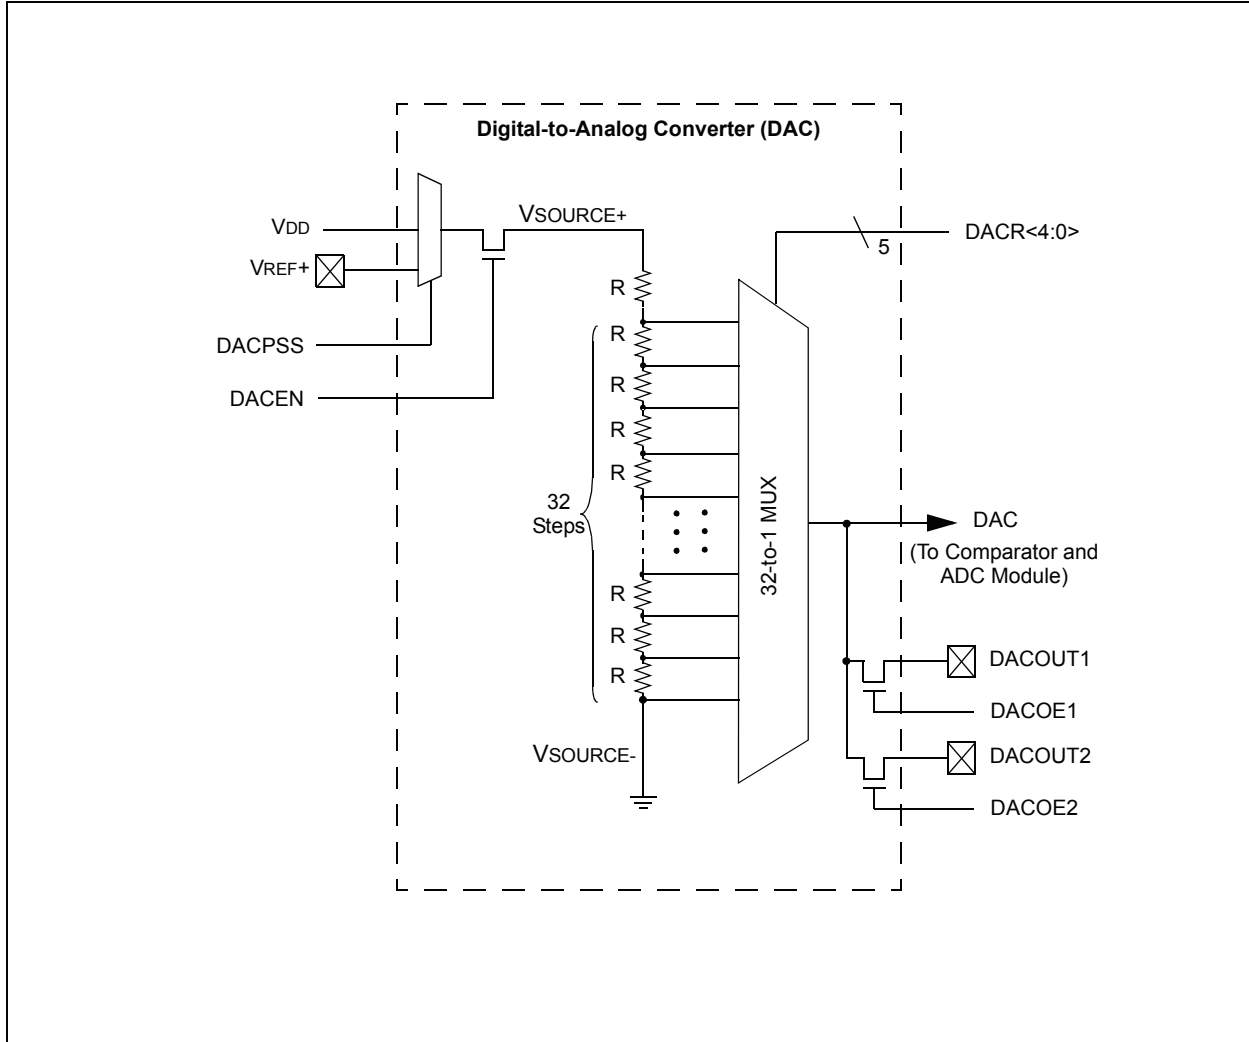 Digital-to-Analog Converter (DAC)
VDD
VSOURCE+
DACR<4:0>
5
VREF+
R
R
DACPSS
R
DACEN
R
R
32
Steps
32-to-1 MUX
DAC
(To Comparator and
ADC Module)
R
R
R
DACOUT1
DACOE1
VSOURCE-
DACOUT2
DACOE2